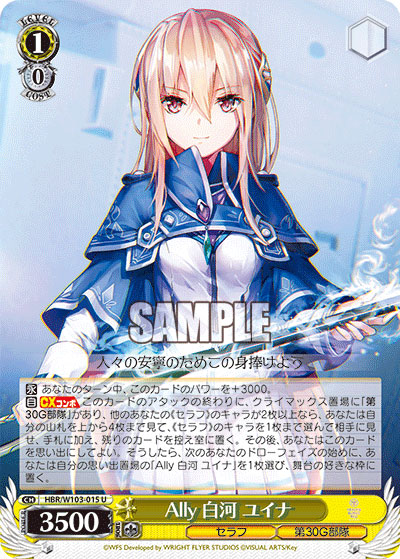 LEVEL
1
0
COST
SAMPLE
人々の安寧のためこの身捧げよう
永 あなたのターン中、このカードのパワーを+3000。
自 CXコンボ このカードのアタックの終わりに、クライマックス置場に「第
30G部隊」があり、他のあなたの《セラフ》のキャラが2枚以上なら、あなたは自
分の山札を上から4枚まで見て、《セラフ》のキャラを1枚まで選んで相手に見
せ、手札に加え、残りのカードを控え室に置く。その後、あなたはこのカードを
思い出にしてよい。そうしたら、次のあなたのドローフェイズの始めに、あな
たは自分の思い出置場の「Ally 白河 ユイナ」を1枚選び、舞台の好きな枠に
置く。
CH HBR/W103-015 U
3500
Ally 白河 ユイナ
セラフ
第30G部隊
©WFS Developed by WRIGHT FLYER STUDIOS ©VISUAL ARTS/Key